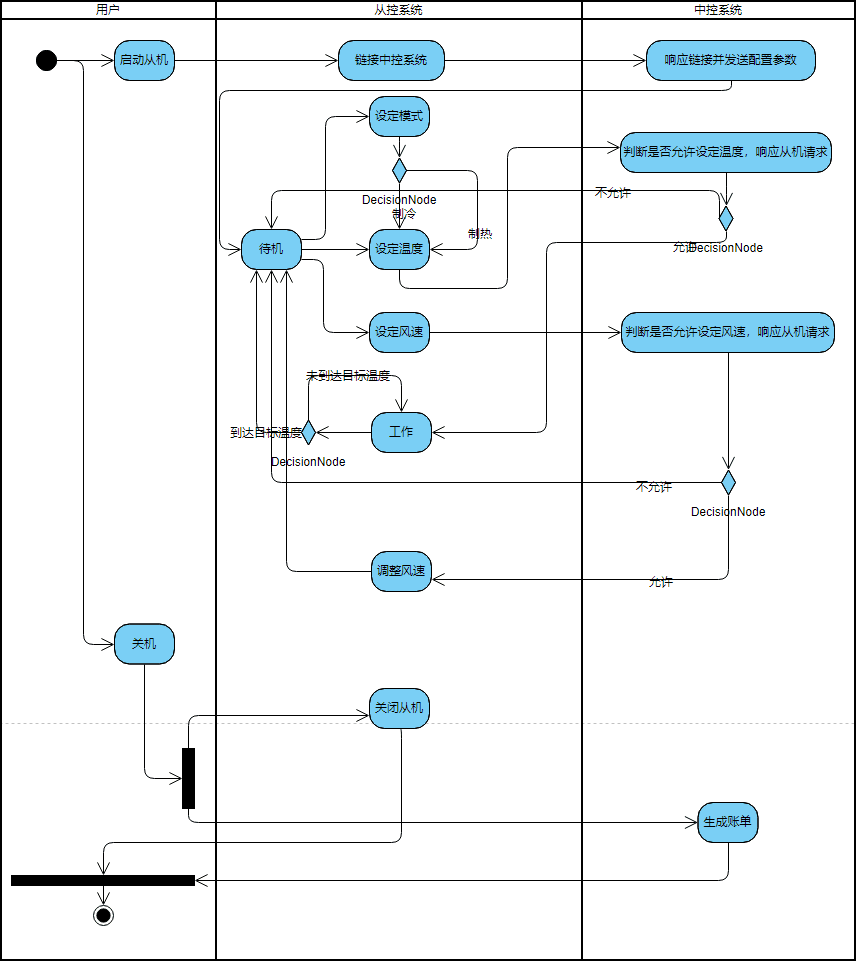 用户
从控系统
中控系统
启动从机
链接中控系统
响应链接并发送配置参数
设定模式
判断是否允许设定温度，响应从机请求
DecisionNode
制冷
制热
不允许
允许
DecisionNode
待机
设定温度
设定风速
判断是否允许设定风速，响应从机请求
未到达目标温度
到达目标温度
工作
DecisionNode
不允许
DecisionNode
调整风速
允许
关机
关闭从机
生成账单